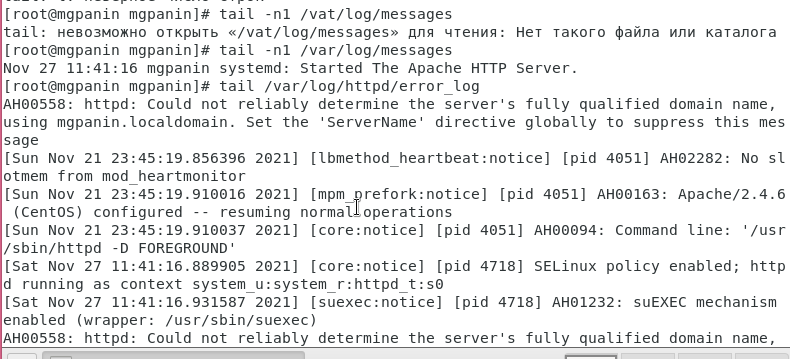 [root@mgpanin mgpanin]# tail -n1 /vat/log/messages
tail: невозможно открыть «/vat/log/messages» для чтения: Нет такого файла или каталога
[root@mgpanin mgpanin]# tail -n1 /var/log/messages
Nov 27 11:41:16 mgpanin systemd: Started The Apache HTTP Server.
[root@mgpanin mgpanin]# tail /var/log/httpd/error_log
AH00558: httpd: Could not reliably determine the server's fully qualified domain name,
using mgpanin.localdomain. Set the 'ServerName' directive globally to suppress this mes
sage
[Sun Nov 21 23:45:19.856396 2021] [lbmethod_heartbeat:notice] [pid 4051] AH02282: No sl
otmem from mod_heartmonitor
[Sun Nov 21 23:45:19.910016 2021] [mpm_prefork:notice] [pid 4051] AH00163: Apache/2.4.6
(CentOS) configured -- resuming normal operations
[Sun Nov 21 23:45:19.910037 2021] [core:notice] [pid 4051] AH00094: Command line: '/usr
/sbin/httpd -D FOREGROUND'
[Sat Nov 27 11:41:16.889905 2021] [core:notice] [pid 4718] SELinux policy enabled; http
d running as context system_u:system_r:httpd_t:s0
[Sat Nov 27 11:41:16.931587 2021] [suexec:notice] [pid 4718] AH01232: suEXEC mechanism
enabled (wrapper: /usr/sbin/suexec)
AH00558: httpd: Could not reliably determine the server's fully qualified domain name,